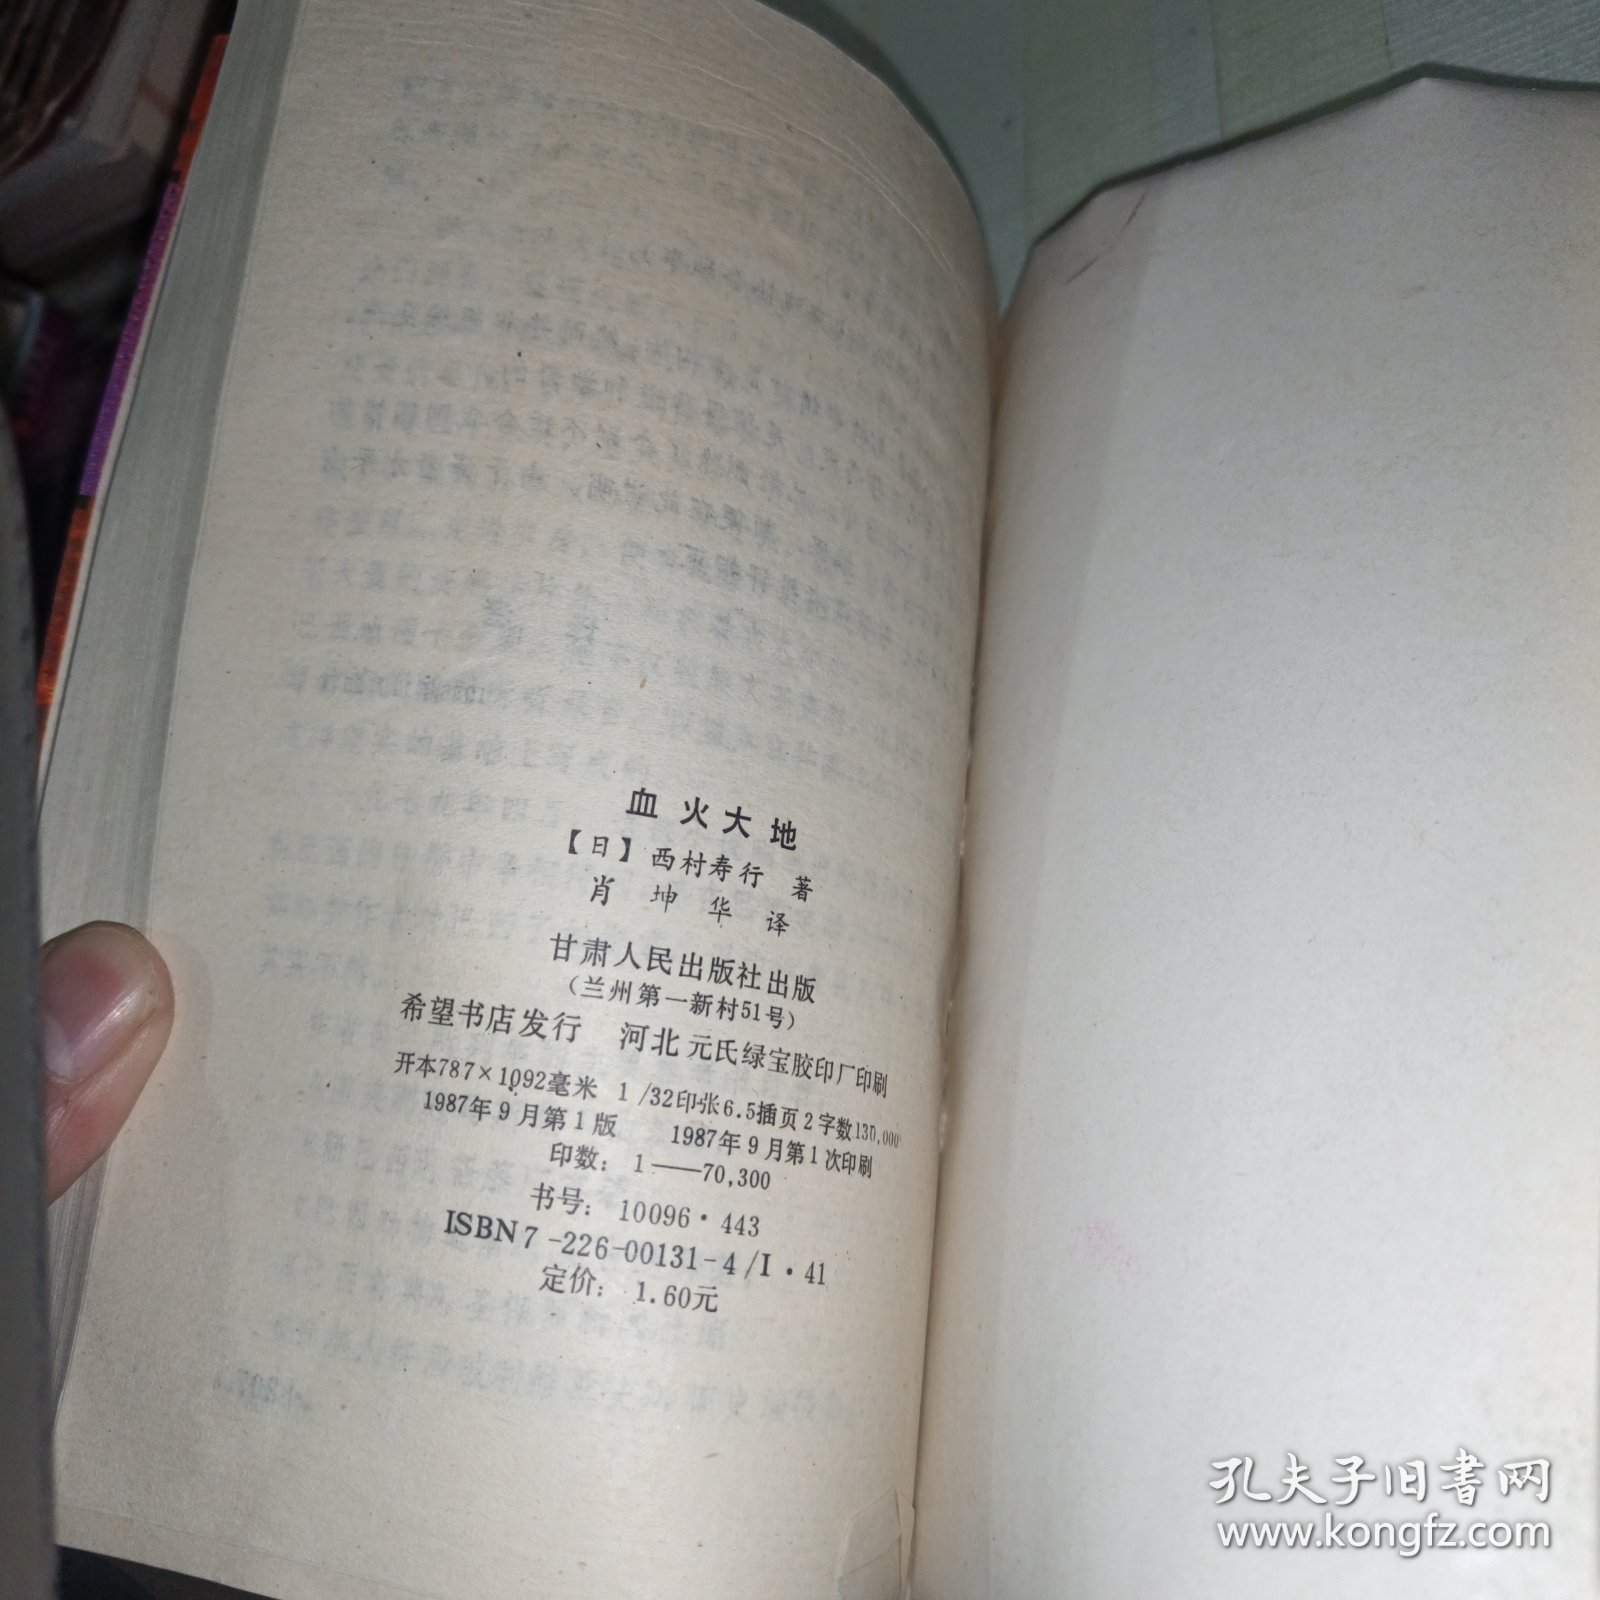 血火大地
【日】西村寿行 著
肖坤华 译
甘肃人民出版社出版
（兰州第一新村51号）
希望书店发行 河北元氏绿宝胶印厂印刷
开本787×1092毫米 1/32印张6.5插页2字数130,000
1987年9月第1版 1987年9月第1次印刷
印数：1——70,300
书号：10096·443
ISBN7-226-00131-4/I·41
定价：1.60元
孔夫子旧书网
www.kongfz.com